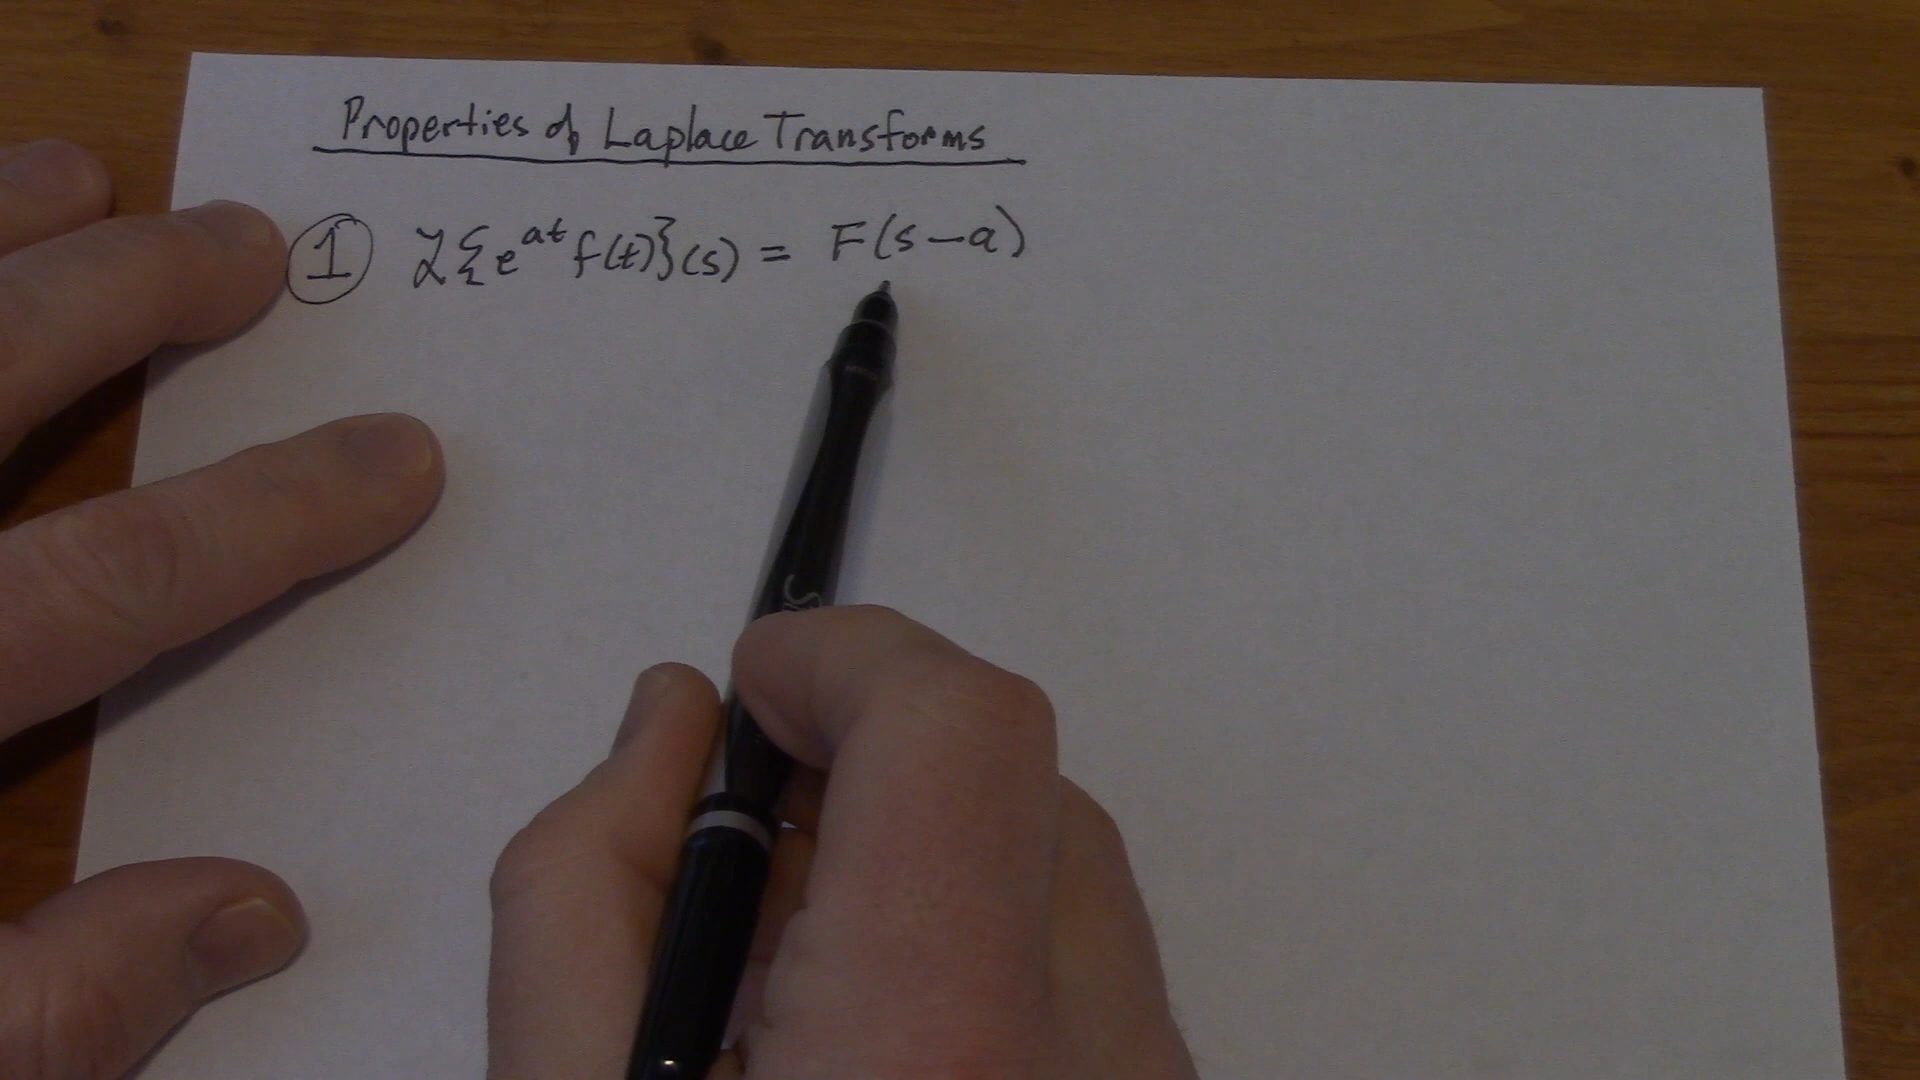 Properties of Laplace Transforms
① ℒ{e^{at} f(t)}(s) = F(s-a)